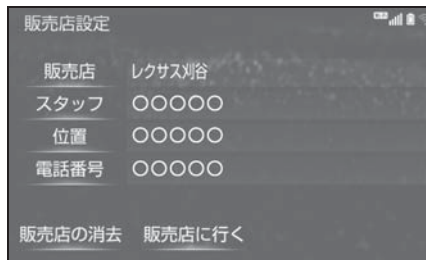 販売店設定
販売店 レクサス刈谷
スタッフ ○○○○○
位置 ○○○○○
電話番号 ○○○○○
販売店の消去 販売店に行く